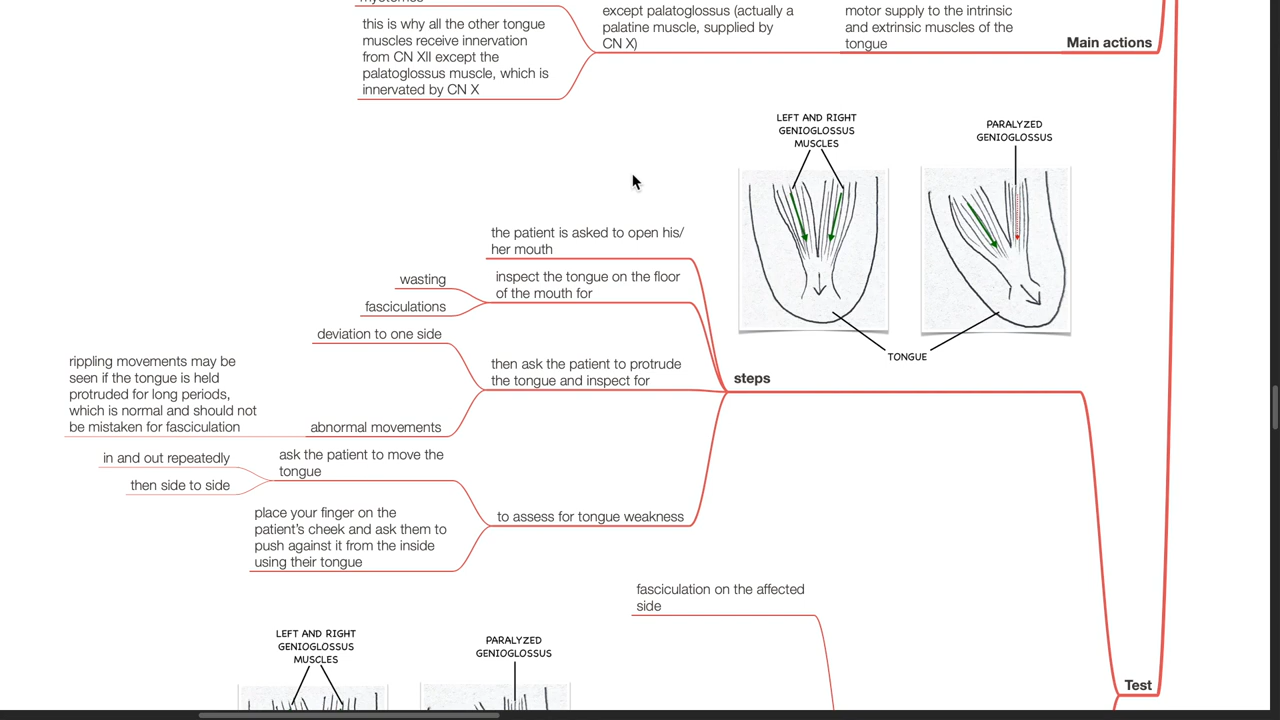 except palatoglossus (actually a
palatine muscle, supplied by
CN X)
motor supply to the intrinsic
and extrinsic muscles of the
tongue
Main actions
this is why all the other tongue
muscles receive innervation
from CN XII except the
palatoglossus muscle, which is
innervated by CN X
LEFT AND RIGHT
GENIOGLOSSUS
MUSCLES
PARALYZED
GENIOGLOSSUS
TONGUE
the patient is asked to open his/
her mouth
inspect the tongue on the floor
of the mouth for
wasting
fasciculations
deviation to one side
then ask the patient to protrude
the tongue and inspect for
steps
rippling movements may be
seen if the tongue is held
protruded for long periods,
which is normal and should not
be mistaken for fasciculation
abnormal movements
in and out repeatedly
then side to side
ask the patient to move the
tongue
to assess for tongue weakness
place your finger on the
patient's cheek and ask them to
push against it from the inside
using their tongue
fasciculation on the affected
side
LEFT AND RIGHT
GENIOGLOSSUS
MUSCLES
PARALYZED
GENIOGLOSSUS
Test